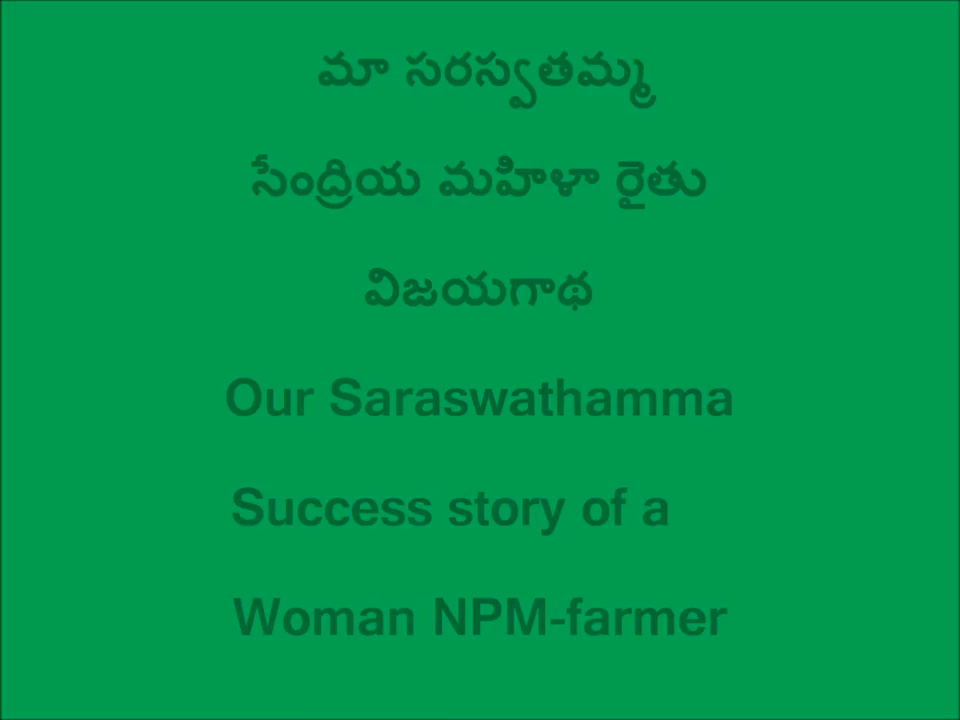 మా సరస్వతమ్మ
సేంద్రియ మహిళా రైతు
విజయగాథ
Our Saraswathamma
Success story of a
Woman NPM-farmer